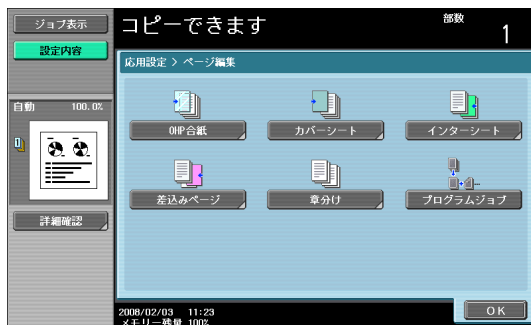 ジョブ表示
設定内容
コピーできます
部数
1
応用設定 > ページ編集
自動 100.0%
詳細確認
OHP合紙
カバーシート
インターシート
差込みページ
章分け
プログラムジョブ
2008/02/03 11:23
メモリー残量 100%
OK